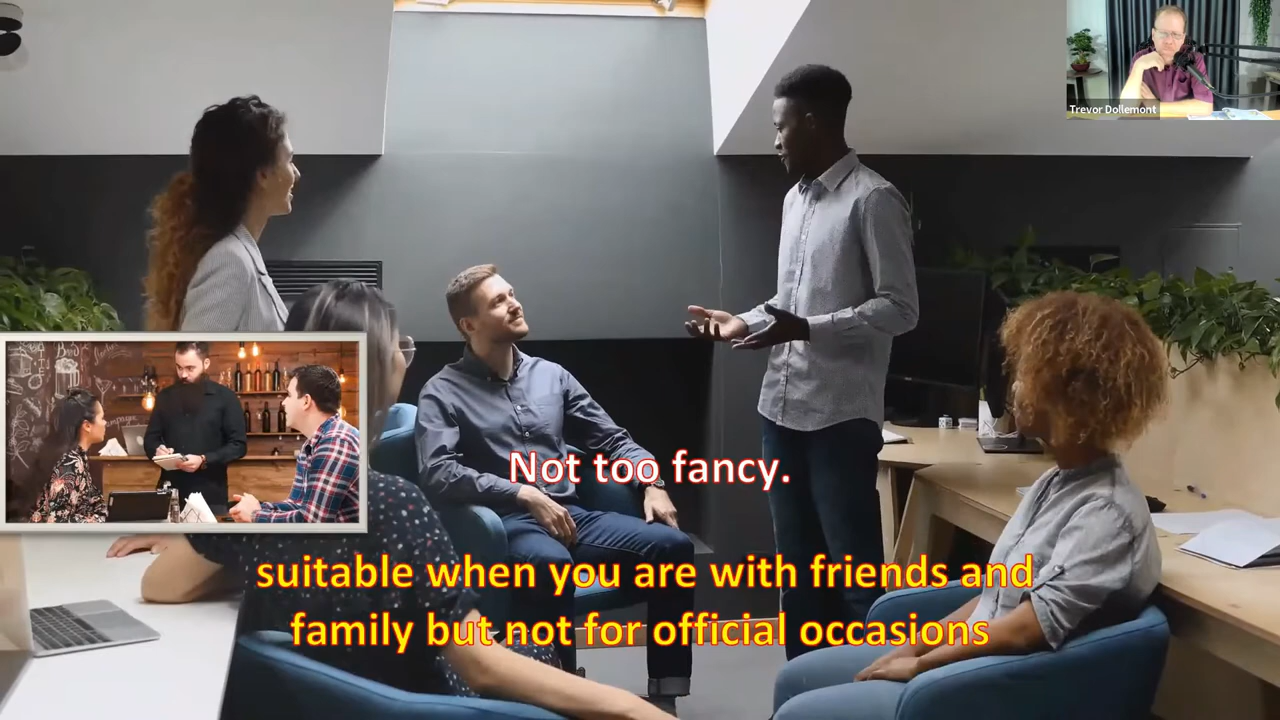 Trevor Dollemont
Not too fancy.
suitable when you are with friends and
family but not for official occasions